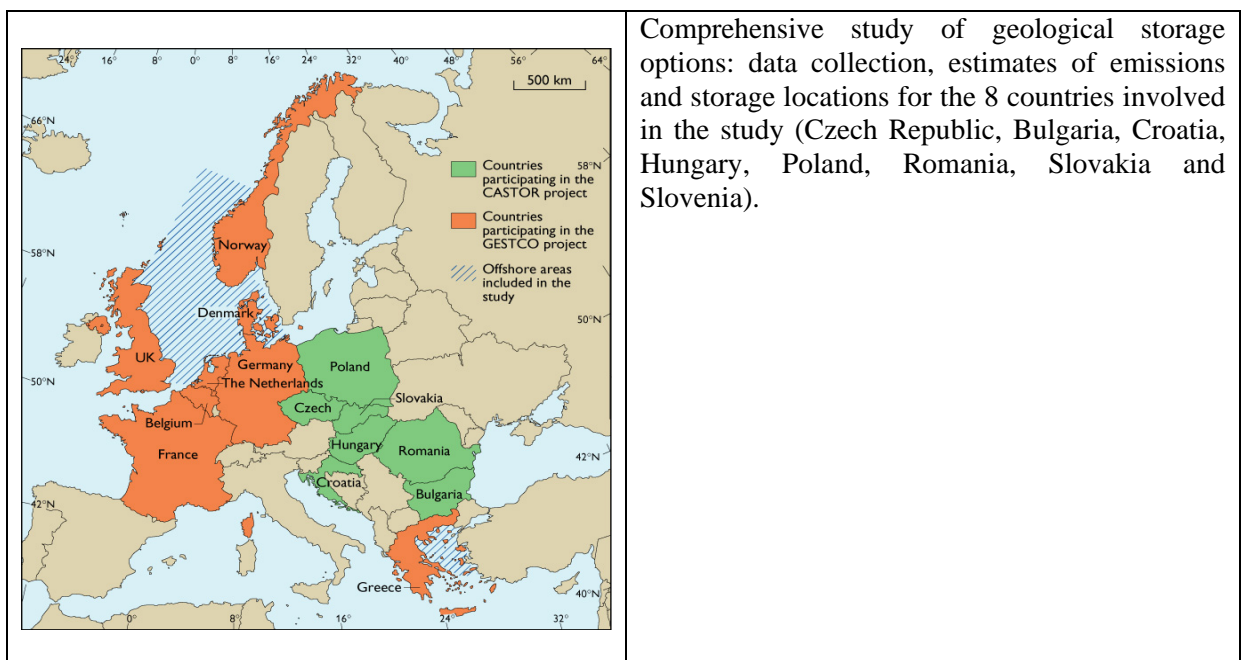 24° 16° 8° 0° 8° 16° 24° 32° 40° 48° 56° 64°
500 km
66°N
58°N
Countries
participating in the
CASTOR project
Countries
participating in the
GESTCO project
Offshore areas
included in the
study
Norway
58°N
Denmark
50°N
UK
Germany
Poland
The Netherlands
50°N
Slovakia
Czech
Belgium
Hungary
Romania
France
42°N
Croatia
Bulgaria
42°N
Greece
40°N
0° 8° 16° 24° 32°
Comprehensive study of geological storage
options: data collection, estimates of emissions
and storage locations for the 8 countries involved
in the study (Czech Republic, Bulgaria, Croatia,
Hungary, Poland, Romania, Slovakia and
Slovenia).